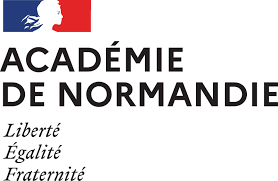 ACADÉMIE
DE NORMANDIE
Liberté
Égalité
Fraternité